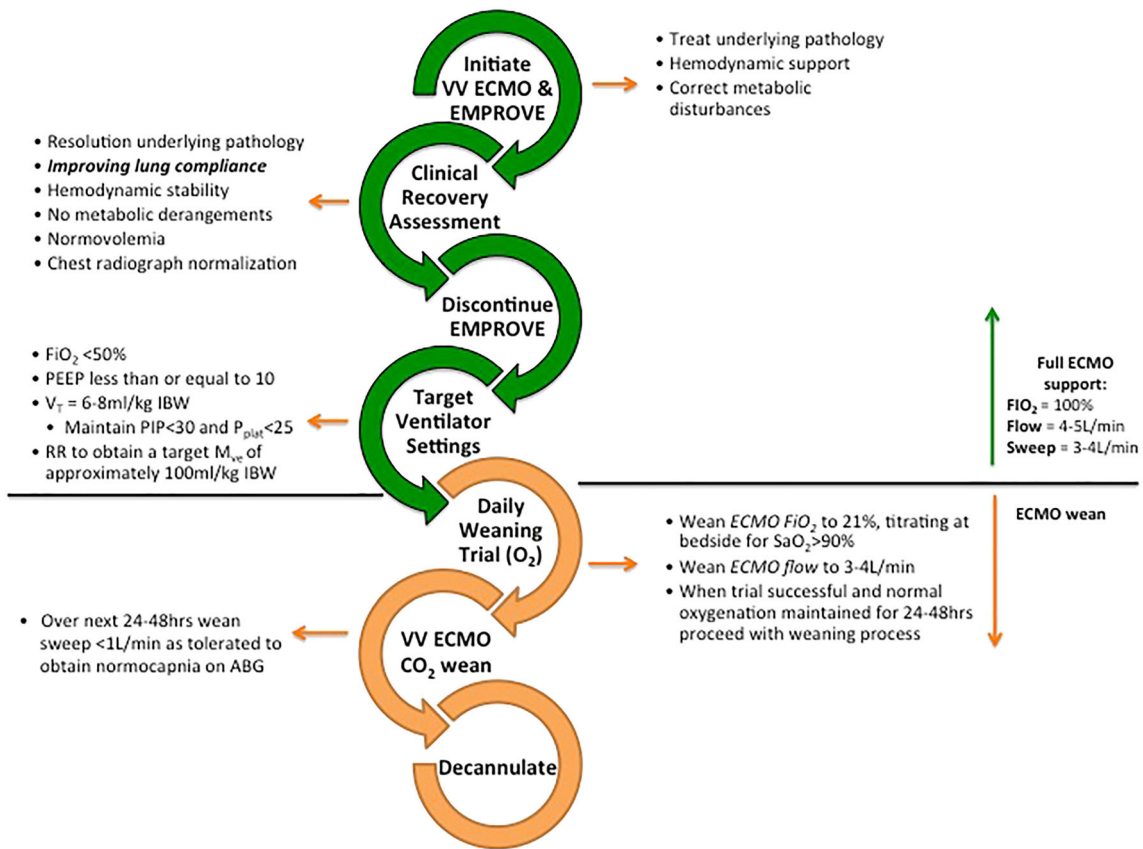 Initiate
VV ECMO &
EMPROVE
• Treat underlying pathology
• Hemodynamic support
• Correct metabolic
disturbances
• Resolution underlying pathology
• Improving lung compliance
• Hemodynamic stability
• No metabolic derangements
• Normovolemia
• Chest radiograph normalization
Clinical
Recovery
Assessment
Discontinue
EMPROVE
• FiO₂ <50%
• PEEP less than or equal to 10
• V_T = 6-8ml/kg IBW
• Maintain PIP<30 and P_plat<25
• RR to obtain a target M_ve of
approximately 100ml/kg IBW
Target
Ventilator
Settings
Full ECMO
support:
FIO₂ = 100%
Flow = 4-5L/min
Sweep = 3-4L/min
Daily
Weaning
Trial (O₂)
• Wean ECMO FiO₂ to 21%, titrating at
bedside for SaO₂>90%
• Wean ECMO flow to 3-4L/min
• When trial successful and normal
oxygenation maintained for 24-48hrs
proceed with weaning process
ECMO wean
• Over next 24-48hrs wean
sweep <1L/min as tolerated to
obtain normocapnia on ABG
VV ECMO
CO₂ wean
Decannulate